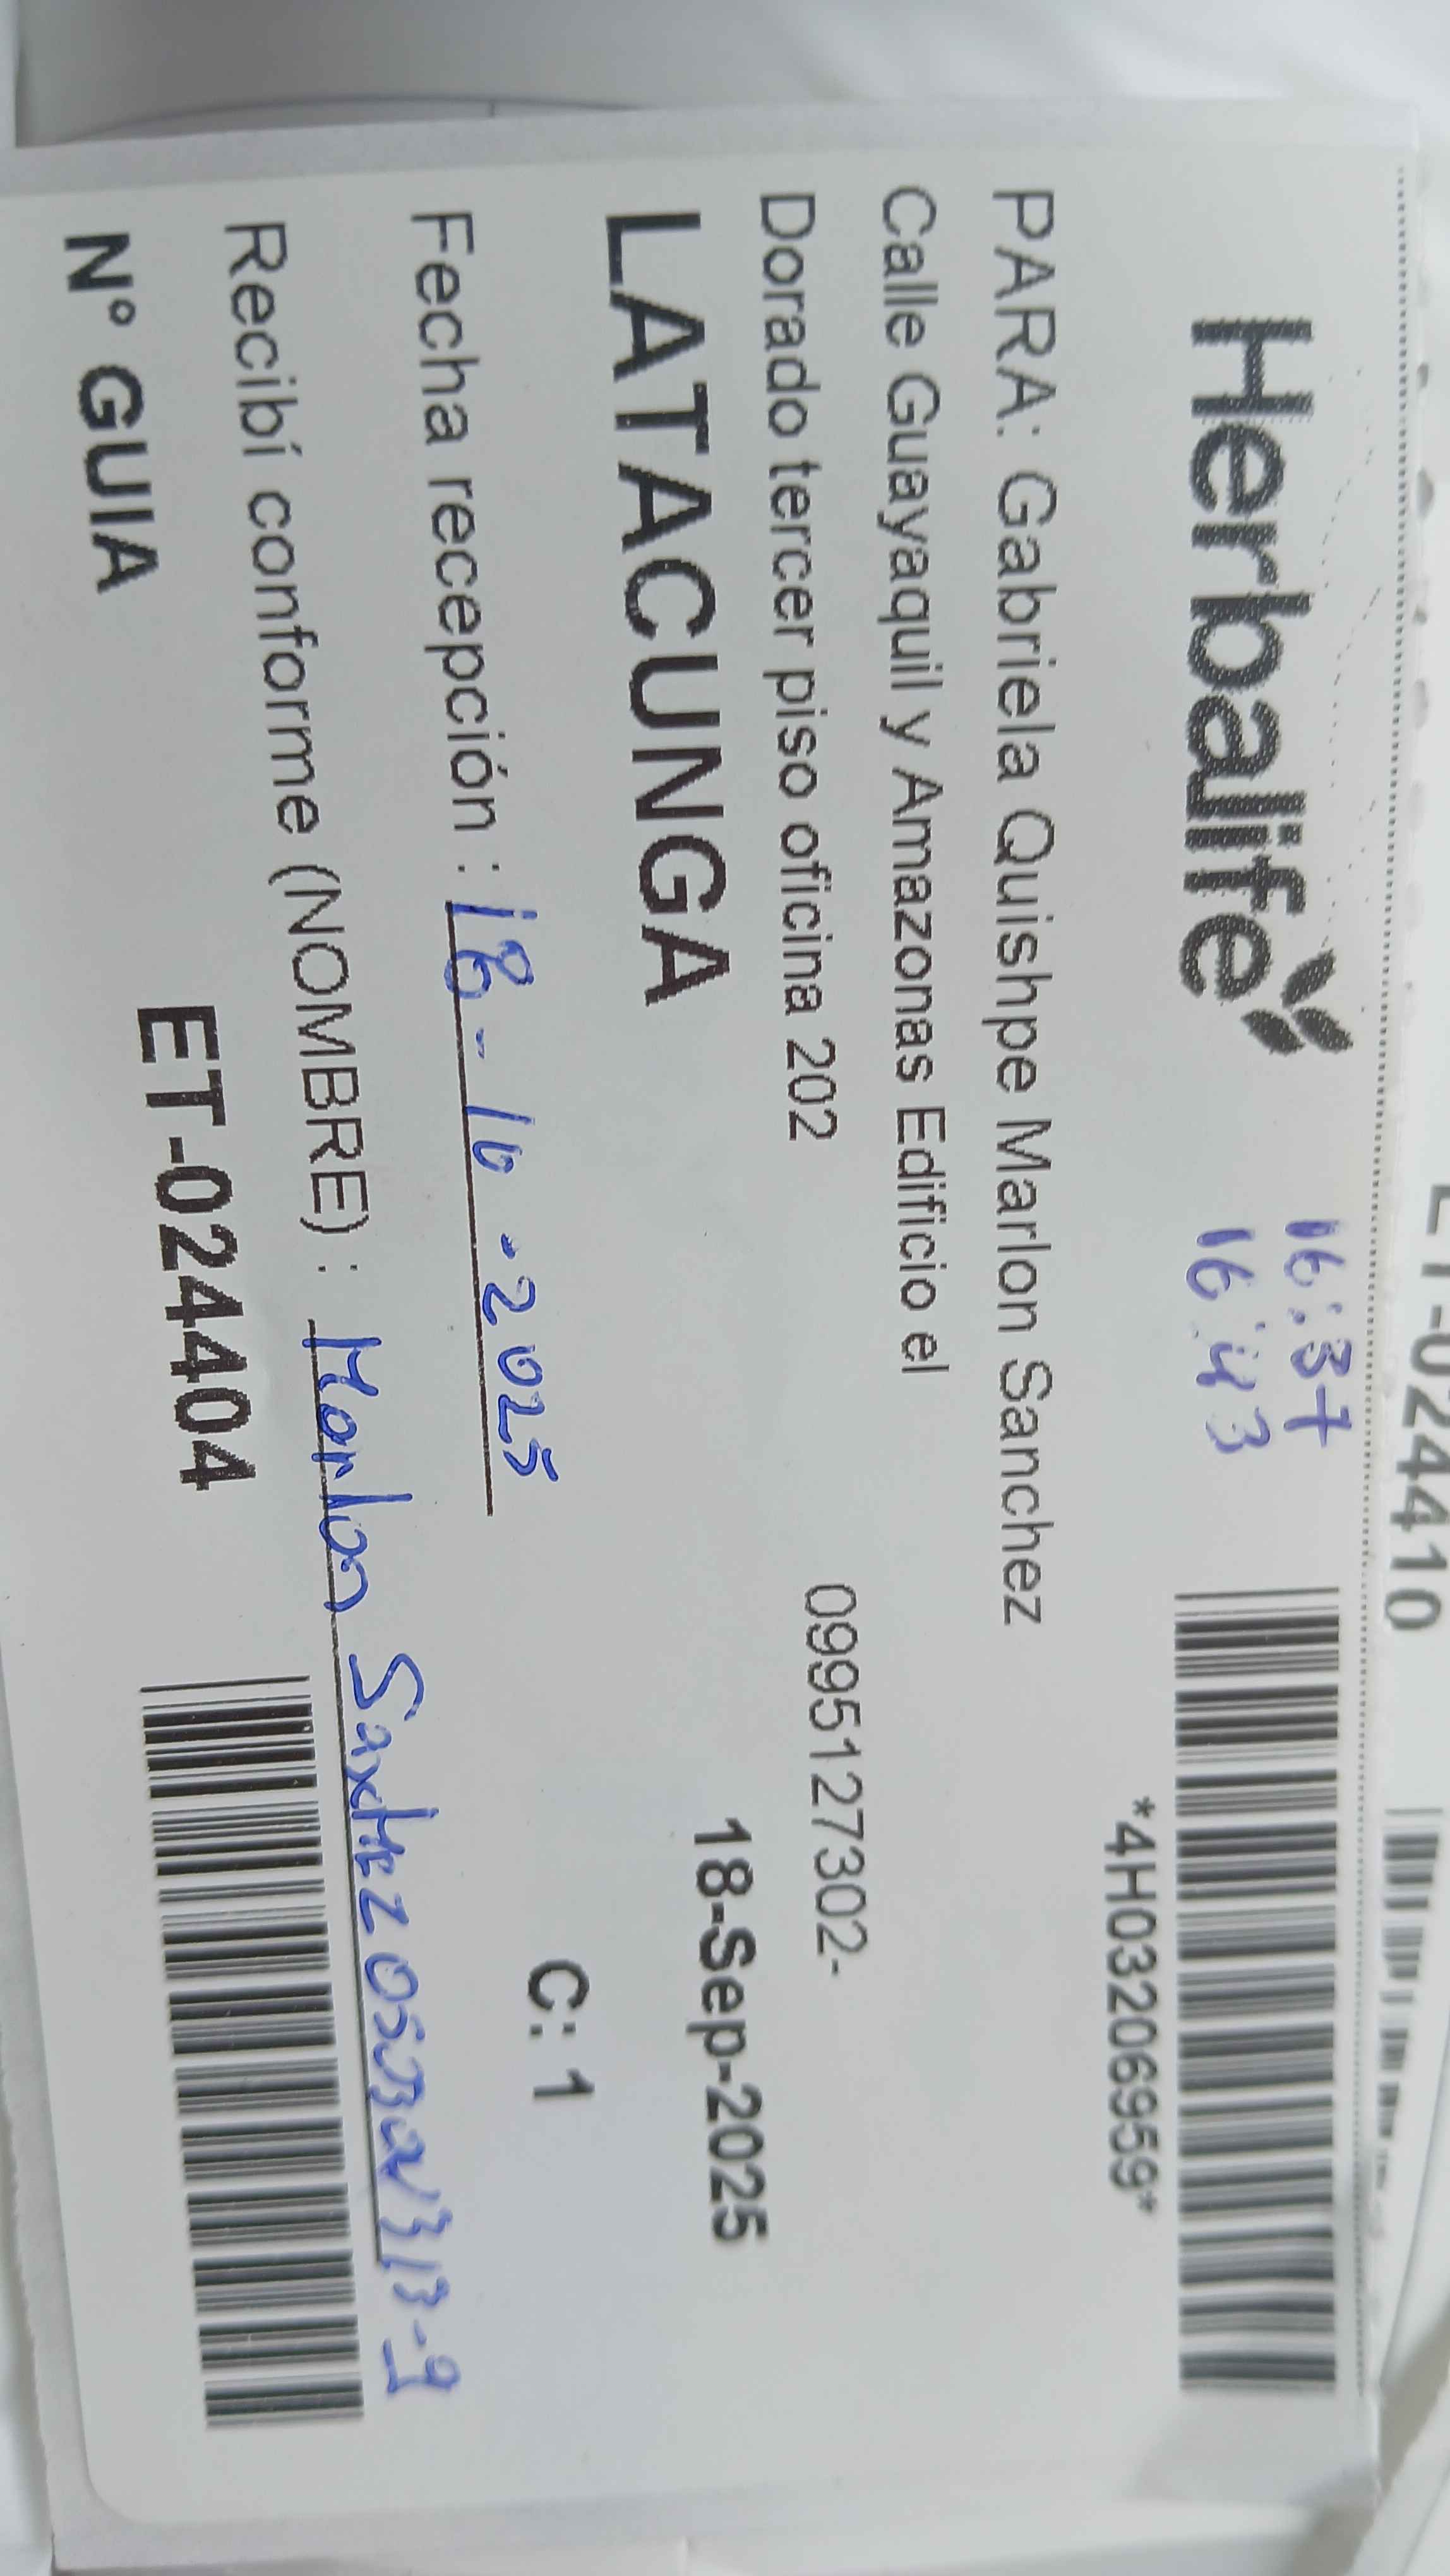 ET-024410
Herbalife
16:37
16:43
*4H03206959*
PARA: Gabriela Quishpe Marlon Sanchez
Calle Guayaquil y Amazonas Edificio el
Dorado tercer piso oficina 202
0995127302-
LATACUNGA
18-Sep-2025
Fecha recepción : 18-10-2025
C: 1
Recibí conforme (NOMBRE) : Marlon Sanchez
N° GUIA
ET-024404